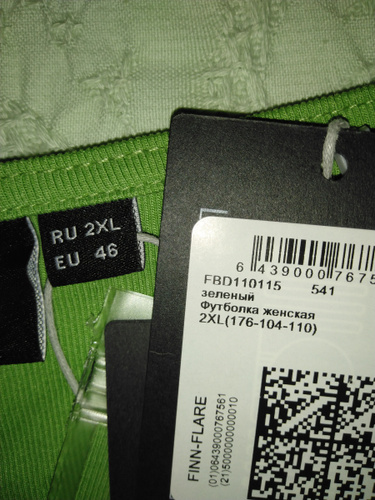 RU 2XL
EU 46
6 439000 7675
FBD110115 541
зеленый
Футболка женская
2XL(176-104-110)
FINN-FLARE
(01)06439000767561
(21)5000000000010